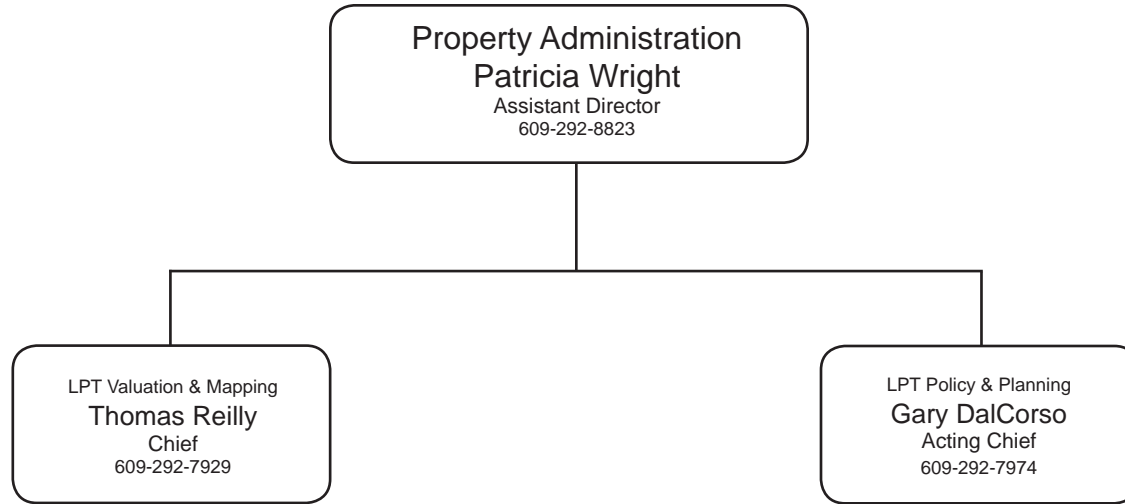 Property Administration
Patricia Wright
Assistant Director
609-292-8823
LPT Valuation & Mapping
Thomas Reilly
Chief
609-292-7929
LPT Policy & Planning
Gary DalCorso
Acting Chief
609-292-7974